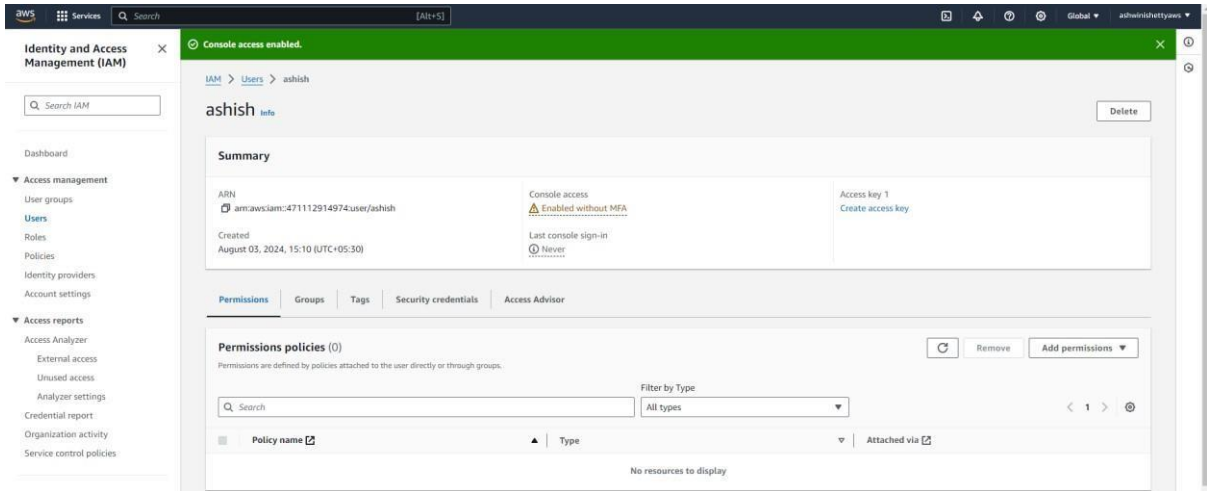 aws
Services
Search
[Alt+S]
Global
ashwinishettyaws
Identity and Access
Management (IAM)
Search IAM
Dashboard
Access management
User groups
Users
Roles
Policies
Identity providers
Account settings
Access reports
Access Analyzer
External access
Unused access
Analyzer settings
Credential report
Organization activity
Service control policies
Console access enabled.
IAM > Users > ashish
ashish Info
Delete
Summary
ARN
arn:aws:iam::471112914974:user/ashish
Console access
Enabled without MFA
Access key 1
Create access key
Created
August 03, 2024, 15:10 (UTC+05:30)
Last console sign-in
Never
Permissions
Groups
Tags
Security credentials
Access Advisor
Permissions policies (0)
Permissions are defined by policies attached to the user directly or through groups.
Remove
Add permissions
Filter by Type
Search
All types
1
Policy name
Type
Attached via
No resources to display